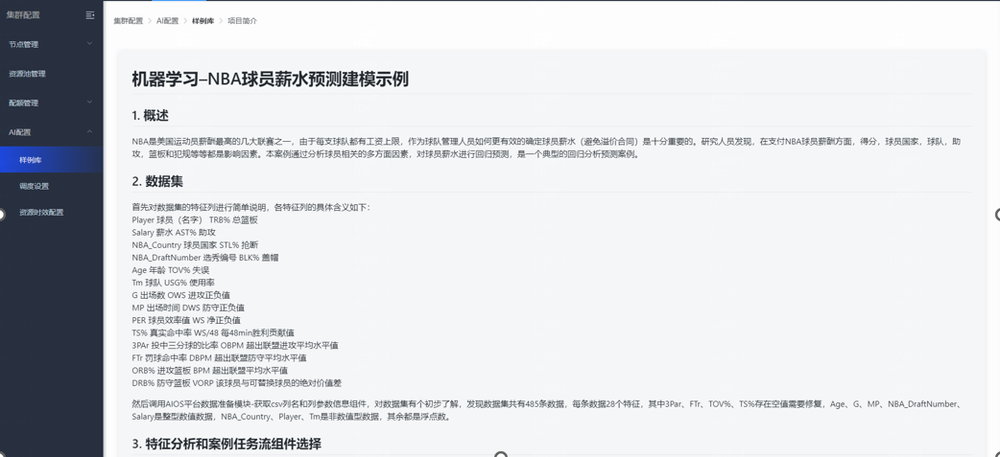 集群配置
节点管理
资源池管理
配额管理
AI配置
样例库
调度设置
资源时效配置
集群配置 > AI配置 > 样例库 > 项目简介
机器学习–NBA球员薪水预测建模示例
1. 概述
NBA是美国运动员薪酬最高的几大联赛之一，由于每支球队都有工资上限，作为球队管理人员如何更有效的确定球员薪水（避免溢价合同）是十分重要的。研究人员发现，在支付NBA球员薪酬方面，得分，球员国家，球队，助
攻，篮板和犯规等等都是影响因素。本案例通过分析球员相关的多方面因素，对球员薪水进行回归预测，是一个典型的回归分析预测案例。
2. 数据集
首先对数据集的特征列进行简单说明，各特征列的具体含义如下：
Player 球员（名字） TRB% 总篮板
Salary 薪水 AST% 助攻
NBA_Country 球员国家 STL% 抢断
NBA_DraftNumber 选秀编号 BLK% 盖帽
Age 年龄 TOV% 失误
Tm 球队 USG% 使用率
G 出场数 OWS 进攻正负值
MP 出场时间 DWS 防守正负值
PER 球员效率值 WS 净正负值
TS% 真实命中率 WS/48 每48min胜利贡献值
3PAr 投中三分球的比率 OBPM 超出联盟进攻平均水平值
FTr 罚球命中率 DBPM 超出联盟防守平均水平值
ORB% 进攻篮板 BPM 超出联盟平均水平值
DRB% 防守篮板 VORP 该球员与可替换球员的绝对价值差
然后调用AIOS平台数据准备模块-获取csv列名和列参数信息组件，对数据集有个初步了解，发现数据集共有485条数据，每条数据28个特征，其中3Par、FTr、TOV%、TS%存在空值需要修复，Age、G、MP、NBA_DraftNumber、
Salary是整型数值数据，NBA_Country、Player、Tm是非数值型数据，其余都是浮点数。
3. 特征分析和案例任务流组件选择